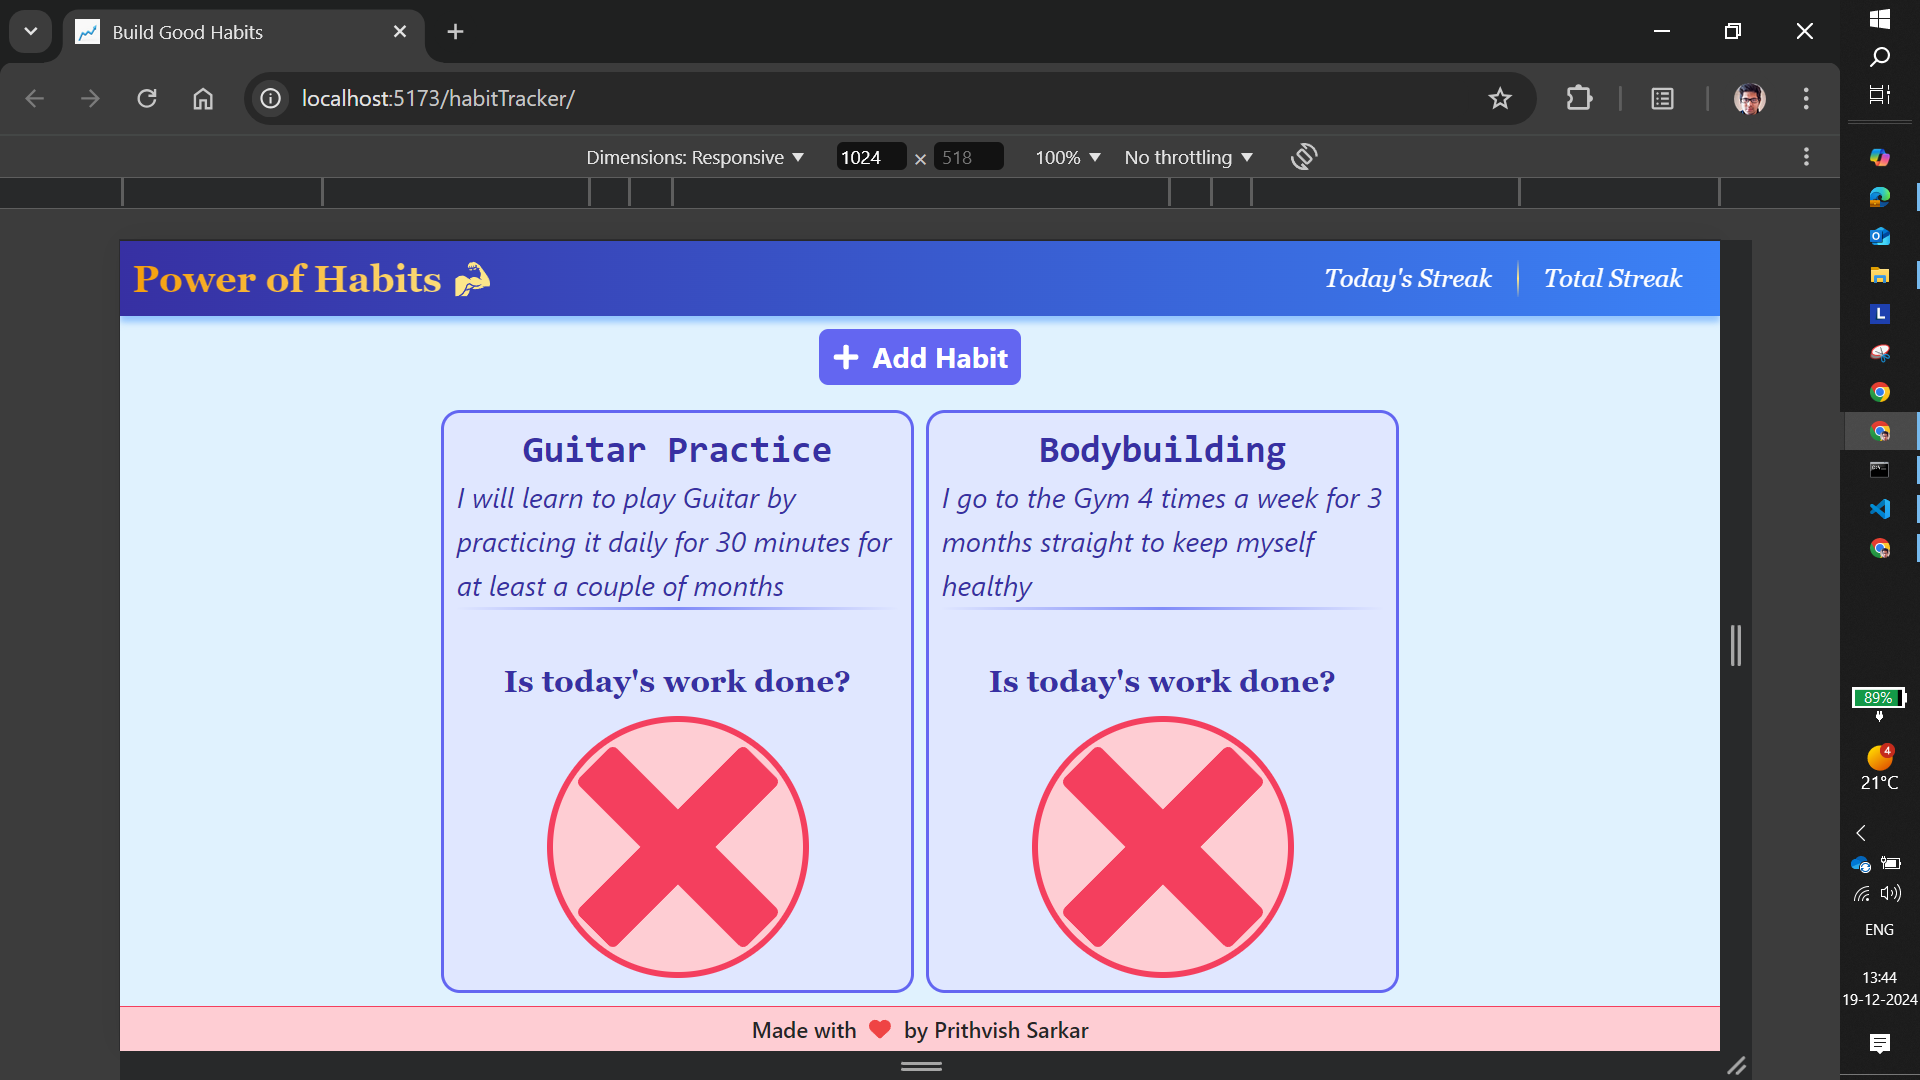 Build Good Habits
localhost:5173/habitTracker/
Dimensions: Responsive 1024 × 518 100% No throttling
Power of Habits Today's Streak Total Streak
Add Habit
Guitar Practice
I will learn to play Guitar by
practicing it daily for 30 minutes for
at least a couple of months
Is today's work done?
Bodybuilding
I go to the Gym 4 times a week for 3
months straight to keep myself
healthy
Is today's work done?
Made with by Prithvish Sarkar
L
89%
4
21°C
ENG
13:44
19-12-2024